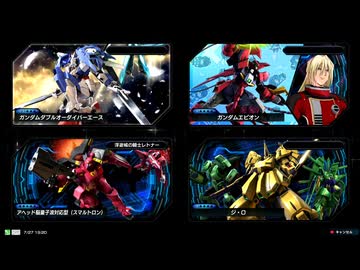 ガンダムダブルオーダイバーエース
ガンダムエピオン
浮遊城の騎士レトナー
アヘッド脳量子波対応型（スマルトロン）
ジ・O
7/27 19:20
キャンセル